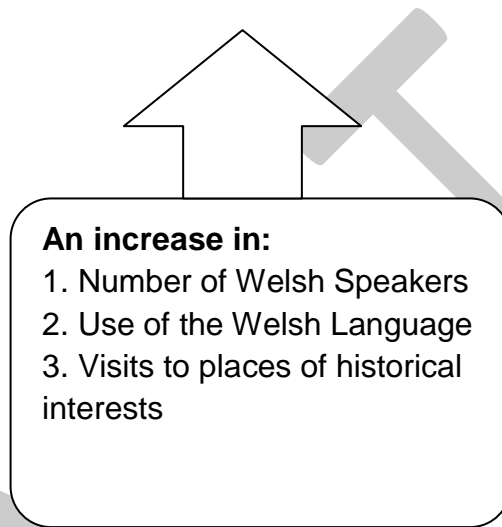 An increase in:
1. Number of Welsh Speakers
2. Use of the Welsh Language
3. Visits to places of historical
interests